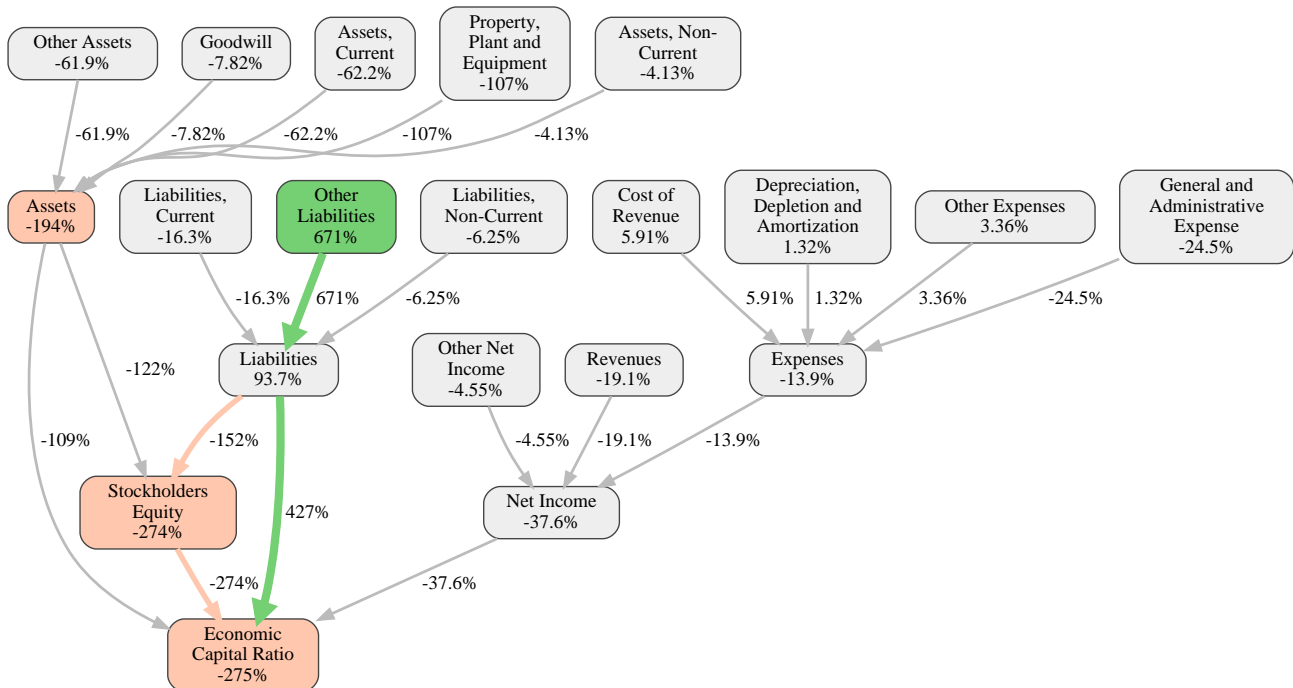 Other Assets
-61.9%
Goodwill
-7.82%
Assets,
Current
-62.2%
Property,
Plant and
Equipment
-107%
Assets, Non-
Current
-4.13%
-61.9%
-7.82%
-62.2%
-107%
-4.13%
Assets
-194%
Liabilities,
Current
-16.3%
Other
Liabilities
671%
Liabilities,
Non-Current
-6.25%
Cost of
Revenue
5.91%
Depreciation,
Depletion and
Amortization
1.32%
Other Expenses
3.36%
General and
Administrative
Expense
-24.5%
-16.3%
671%
-6.25%
5.91%
1.32%
3.36%
-24.5%
Liabilities
93.7%
Other Net
Income
-4.55%
Revenues
-19.1%
Expenses
-13.9%
-122%
-109%
-152%
-4.55%
-19.1%
-13.9%
Stockholders
Equity
-274%
427%
Net Income
-37.6%
-274%
-37.6%
Economic
Capital Ratio
-275%